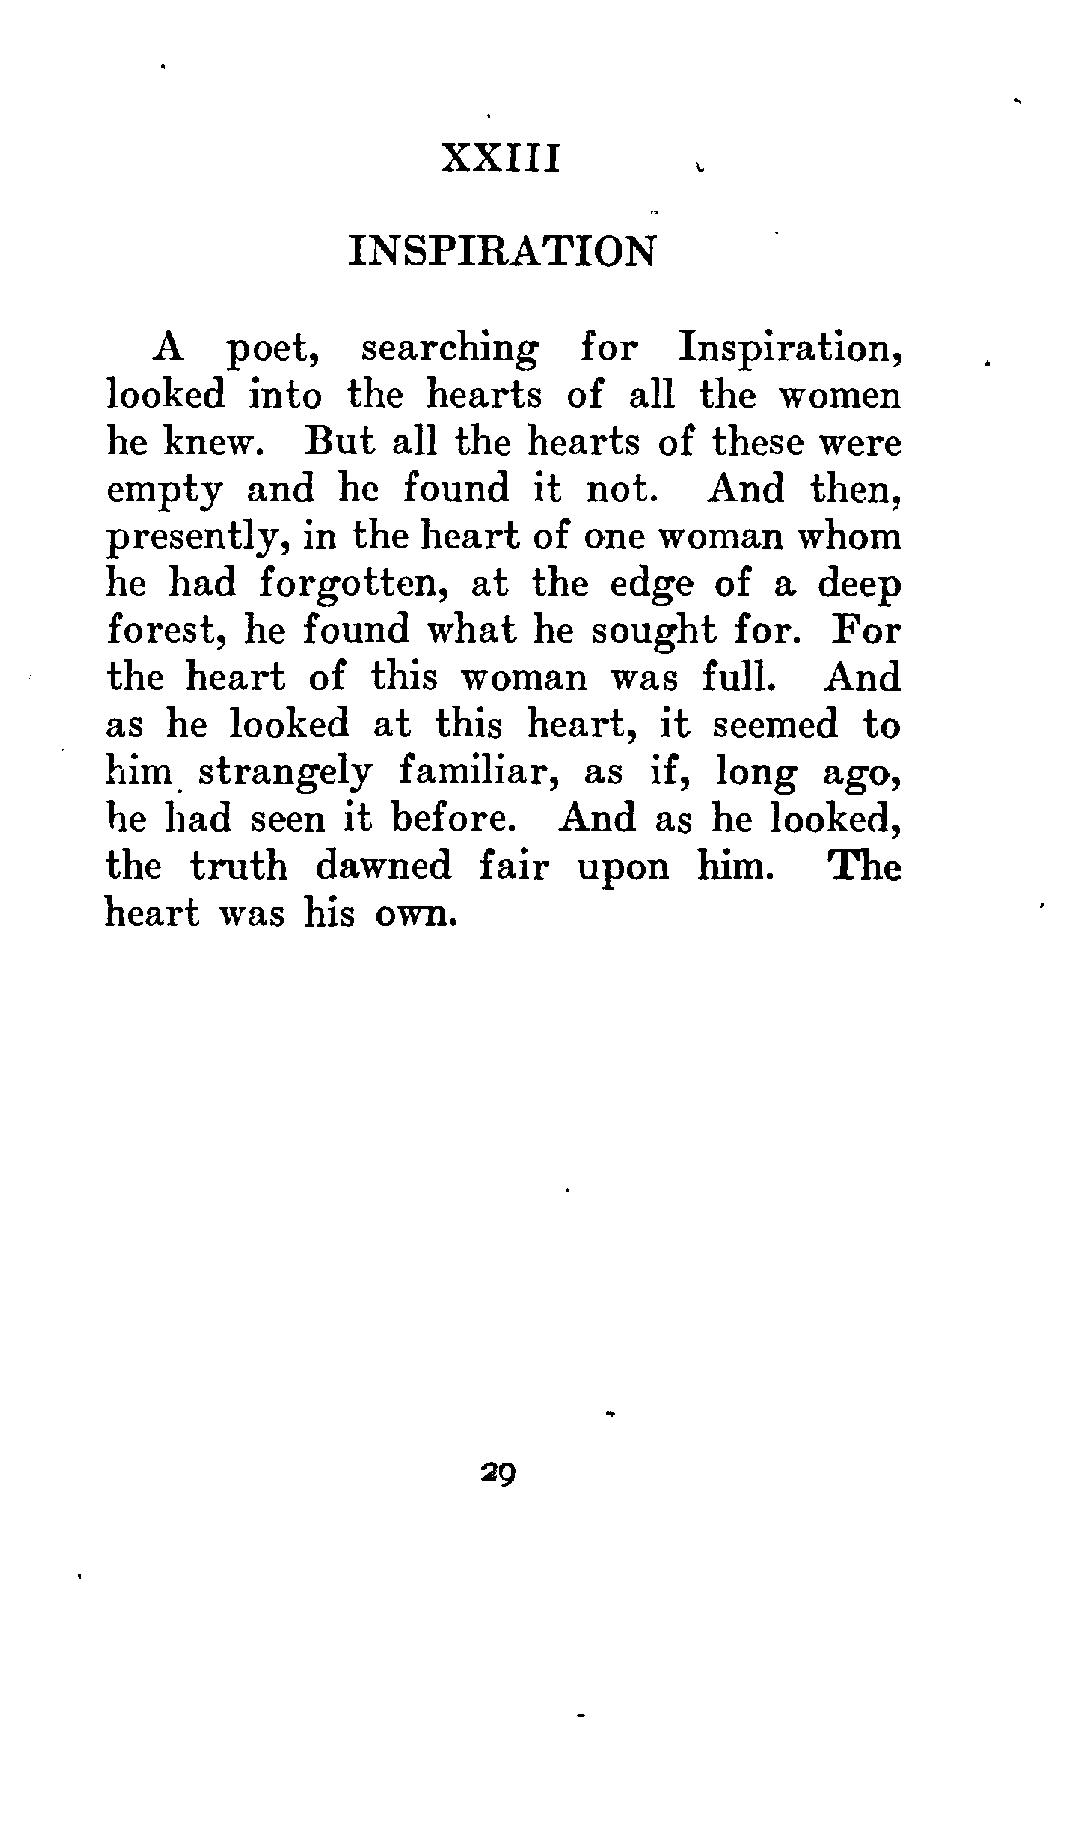 XXIII
INSPIRATION
A poet, searching for Inspiration,
looked into the hearts of all the women
he knew. But all the hearts of these were
empty and he found it not. And then,
presently, in the heart of one woman whom
he had forgotten, at the edge of a deep
forest, he found what he sought for. For
the heart of this woman was full. And
as he looked at this heart, it seemed to
him strangely familiar, as if, long ago,
he had seen it before. And as he looked,
the truth dawned fair upon him. The
heart was his own.
29